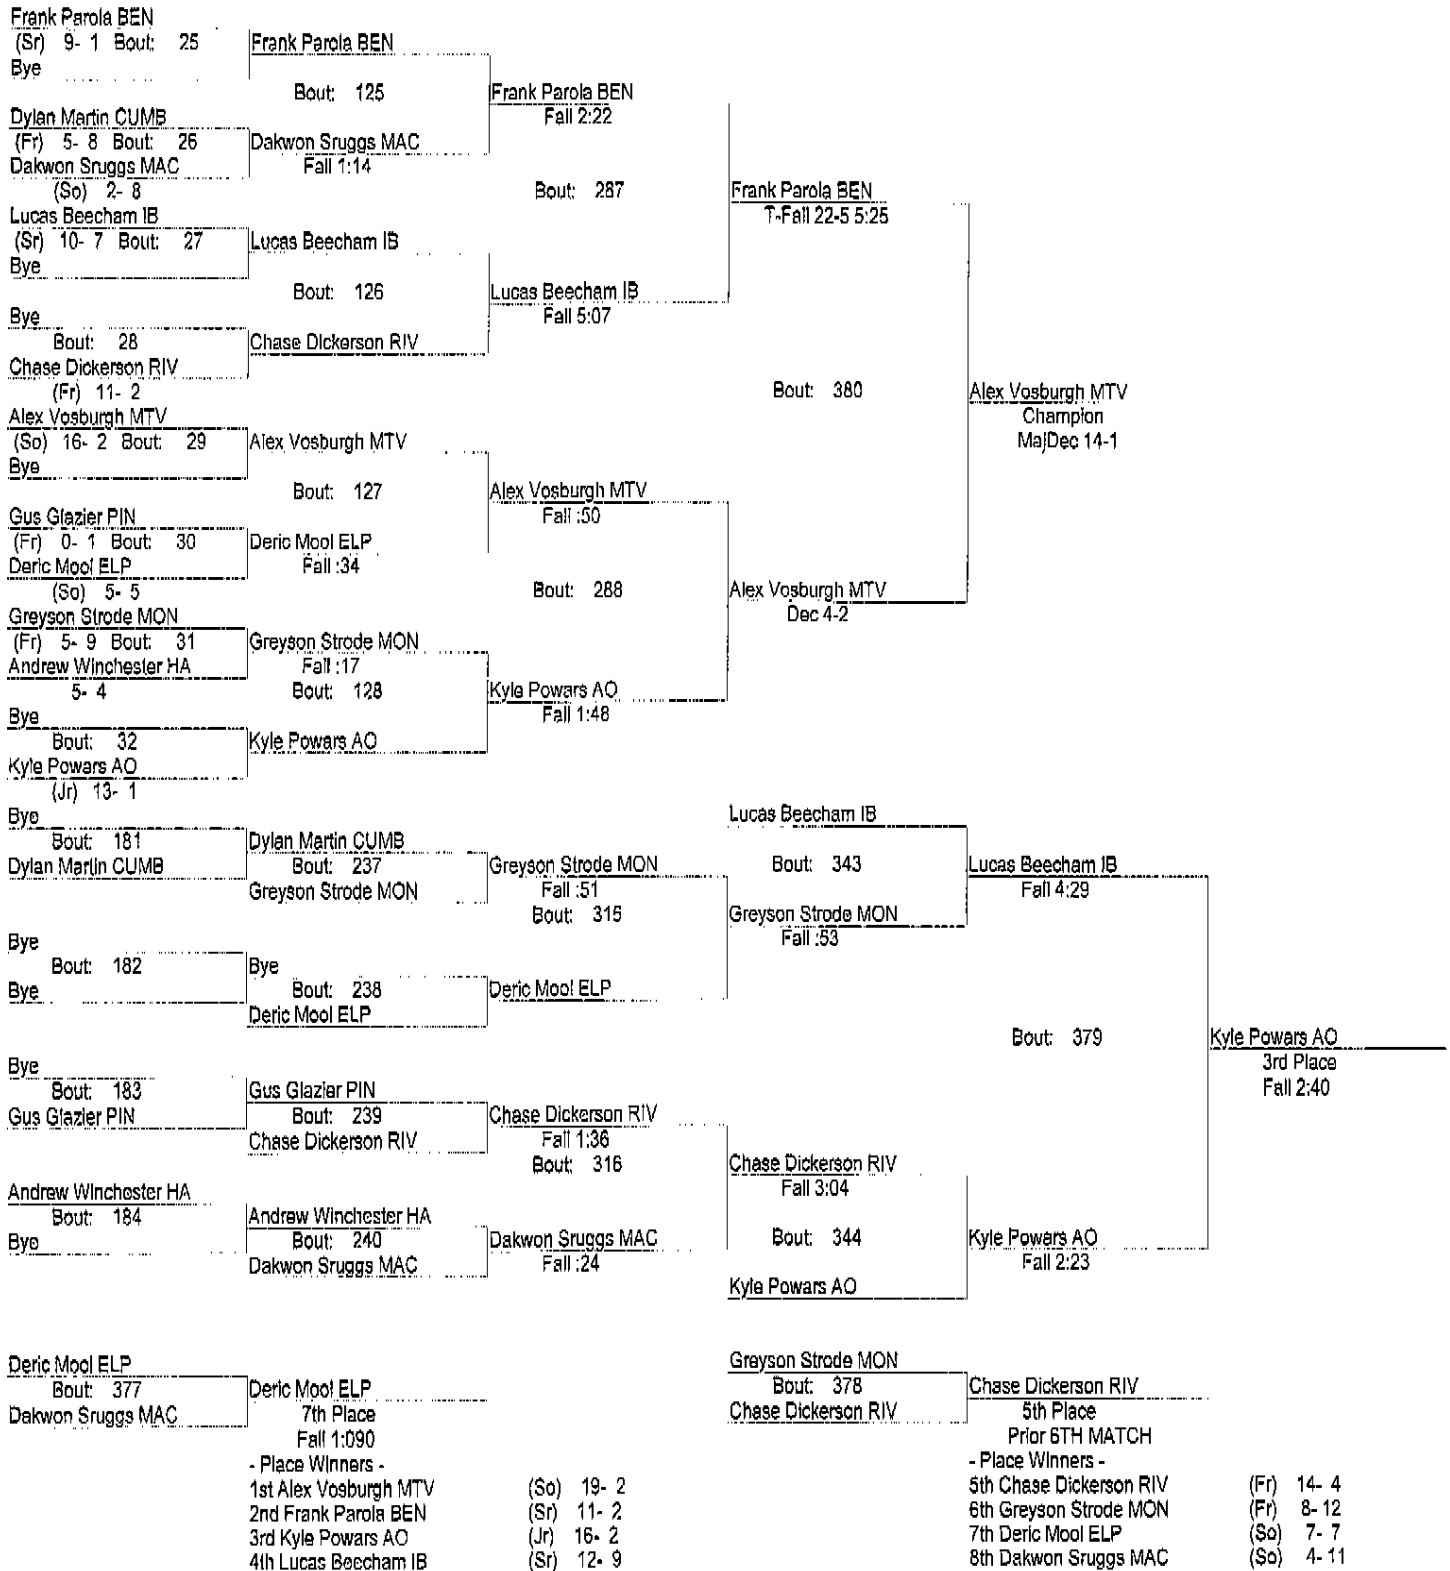 Frank Parola BEN
(Sr) 9- 1 Bout: 25
Bye
Frank Parola BEN
Bout: 125
Dylan Martin CUMB
(Fr) 5- 8 Bout: 26
Dakwon Sruggs MAC
(So) 2- 8
Dakwon Sruggs MAC
Fall 1:14
Frank Parola BEN
Fall 2:22
Bout: 287
Lucas Beecham IB
(Sr) 10- 7 Bout: 27
Bye
Lucas Beecham IB
Bout: 126
Bye
Bout: 28
Chase Dickerson RIV
(Fr) 11- 2
Chase Dickerson RIV
Lucas Beecham IB
Fall 5:07
Frank Parola BEN
T-Fall 22-5 5:25
Bout: 380
Alex Vosburgh MTV
Champion
MajDec 14-1
Alex Vosburgh MTV
(So) 16- 2 Bout: 29
Bye
Alex Vosburgh MTV
Bout: 127
Gus Glazier PIN
(Fr) 0- 1 Bout: 30
Deric Mool ELP
(So) 5- 5
Deric Mool ELP
Fall :34
Alex Vosburgh MTV
Fall :50
Bout: 288
Greyson Strode MON
(Fr) 5- 9 Bout: 31
Andrew Winchester HA
5- 4
Greyson Strode MON
Fall :17
Bout: 128
Bye
Bout: 32
Kyle Powars AO
(Jr) 13- 1
Kyle Powars AO
Kyle Powars AO
Fall 1:48
Alex Vosburgh MTV
Dec 4-2
Bye
Bout: 181
Dylan Martin CUMB
Dylan Martin CUMB
Bout: 237
Greyson Strode MON
Greyson Strode MON
Fall :51
Bout: 315
Bye
Bout: 182
Bye
Bye
Bout: 238
Deric Mool ELP
Deric Mool ELP
Lucas Beecham IB
Bout: 343
Greyson Strode MON
Fall :53
Lucas Beecham IB
Fall 4:29
Bout: 379
Kyle Powars AO
3rd Place
Fall 2:40
Bye
Bout: 183
Gus Glazier PIN
Gus Glazier PIN
Bout: 239
Chase Dickerson RIV
Chase Dickerson RIV
Fall 1:36
Bout: 316
Andrew Winchester HA
Bout: 184
Bye
Andrew Winchester HA
Bout: 240
Dakwon Sruggs MAC
Dakwon Sruggs MAC
Fall :24
Chase Dickerson RIV
Fall 3:04
Bout: 344
Kyle Powars AO
Kyle Powars AO
Fall 2:23
Deric Mool ELP
Bout: 377
Dakwon Sruggs MAC
Deric Mool ELP
7th Place
Fall 1:090
Greyson Strode MON
Bout: 378
Chase Dickerson RIV
Chase Dickerson RIV
5th Place
Prior 6TH MATCH
- Place Winners -
1st Alex Vosburgh MTV (So) 19- 2
2nd Frank Parola BEN (Sr) 11- 2
3rd Kyle Powars AO (Jr) 16- 2
4th Lucas Beecham IB (Sr) 12- 9
- Place Winners -
5th Chase Dickerson RIV (Fr) 14- 4
6th Greyson Strode MON (Fr) 8- 12
7th Deric Mool ELP (So) 7- 7
8th Dakwon Sruggs MAC (So) 4- 11